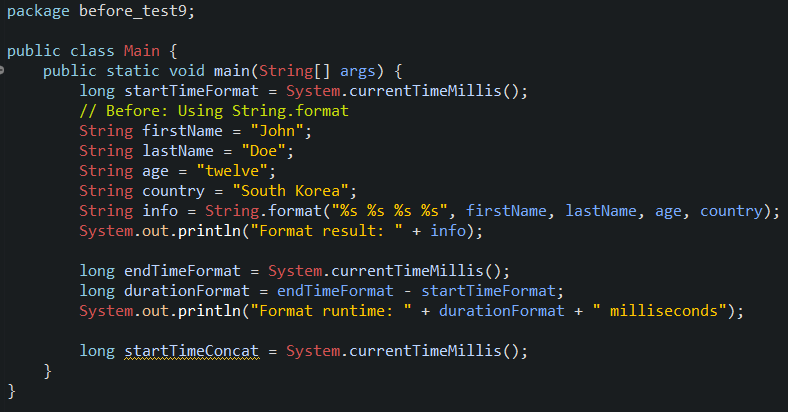 package before_test9;
public class Main {
public static void main(String[] args) {
long startTimeFormat = System.currentTimeMillis();
// Before: Using String.format
String firstName = "John";
String lastName = "Doe";
String age = "twelve";
String country = "South Korea";
String info = String.format("%s %s %s %s", firstName, lastName, age, country);
System.out.println("Format result: " + info);
long endTimeFormat = System.currentTimeMillis();
long durationFormat = endTimeFormat - startTimeFormat;
System.out.println("Format runtime: " + durationFormat + " milliseconds");
long startTimeConcat = System.currentTimeMillis();
}
}